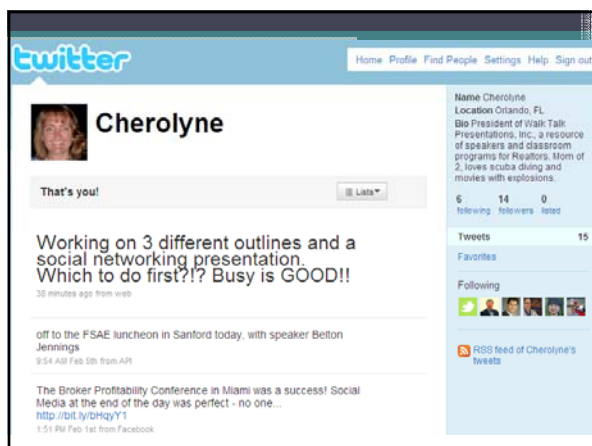 twitter
Home Profile Find People Settings Help Sign out
Cherolyne
That's you!
Lists
Working on 3 different outlines and a
social networking presentation.
Which to do first?!? Busy is GOOD!!
38 minutes ago from web
off to the FSAE luncheon in Sanford today, with speaker Belton
Jennings
9:54 AM Feb 5th from API
The Broker Profitability Conference in Miami was a success! Social
Media at the end of the day was perfect - no one...
http://bit.ly/bHqyY1
1:51 PM Feb 1st from Facebook
Name Cherolyne
Location Orlando, FL
Bio President of Walk Talk
Presentations, Inc., a resource
of speakers and classroom
programs for Realtors. Mom of
2, loves scuba diving and
movies with explosions.
6 14 0
following followers listed
Tweets 15
Favorites
Following
RSS feed of Cherolyne's
tweets